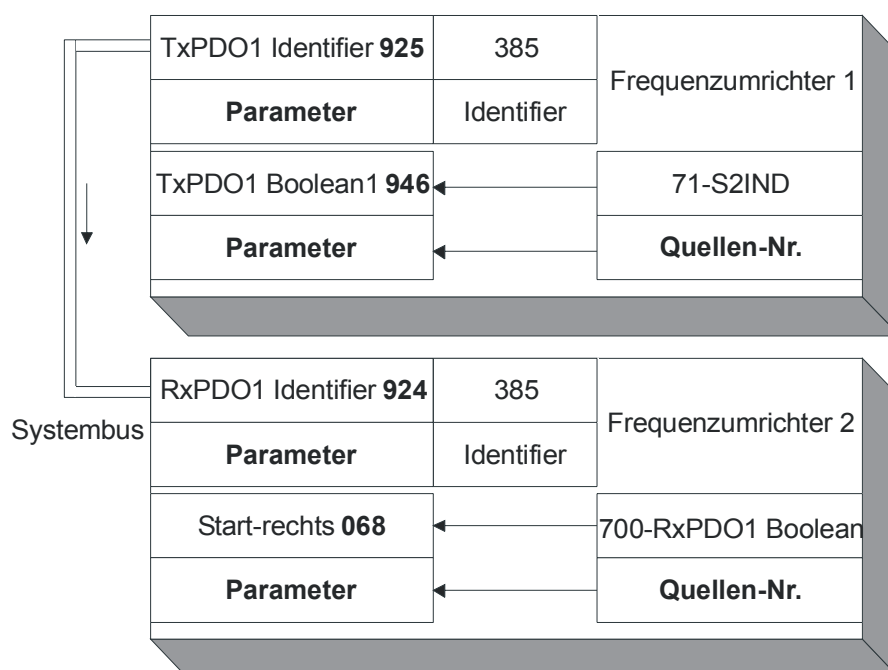 TxPDO1 Identifier 925 385
Frequenzumrichter 1
Parameter Identifier
TxPDO1 Boolean1 946 71-S2IND
Parameter Quellen-Nr.
RxPDO1 Identifier 924 385
Systembus
Frequenzumrichter 2
Parameter Identifier
Start-rechts 068 700-RxPDO1 Boolean
Parameter Quellen-Nr.